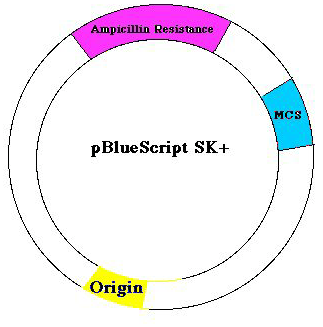 Ampicillin Resistance
MCS
pBlueScript SK+
Origin